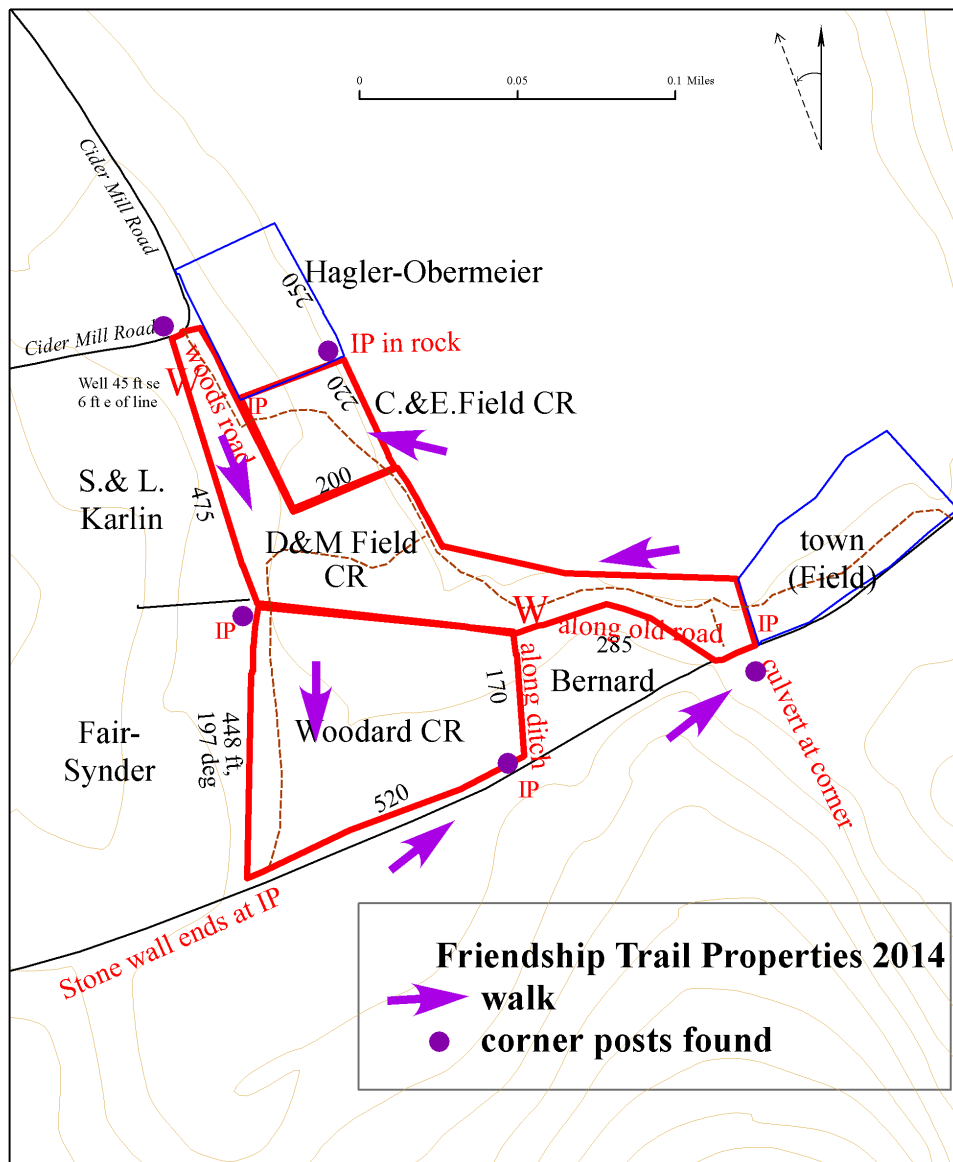 0
0.05
0.1 Miles
Cider Mill Road
Hagler-Obermeier
250
Cider Mill Road
IP in rock
Well 45 ft se
6 ft e of line
W
woods road
IP
220
C.&E.Field CR
S.& L.
Karlin
475
200
D&M Field
CR
town
(Field)
IP
W
along old road
IP
285
Bernard
along ditch
170
culvert at corner
Fair-
Synder
448 ft,
197 deg
Woodard CR
520
IP
Stone wall ends at IP
Friendship Trail Properties 2014
walk
corner posts found